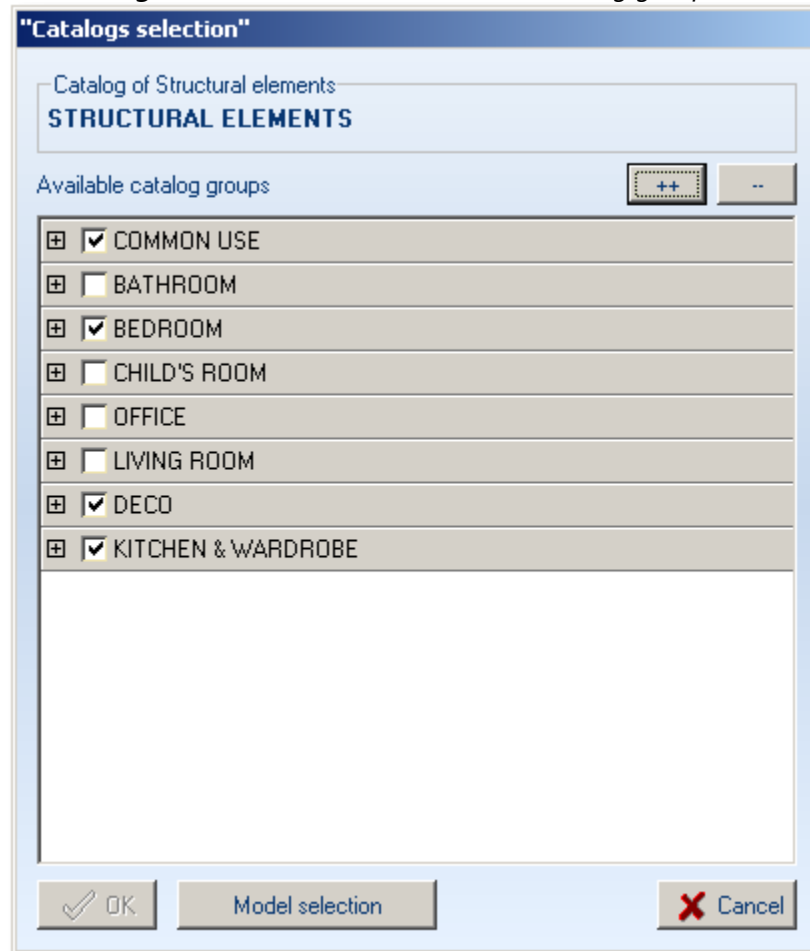 "Catalogs selection"
Catalog of Structural elements
STRUCTURAL ELEMENTS
Available catalog groups
++ --
COMMON USE
BATHROOM
BEDROOM
CHILD'S ROOM
OFFICE
LIVING ROOM
DECO
KITCHEN & WARDROBE
OK Model selection Cancel